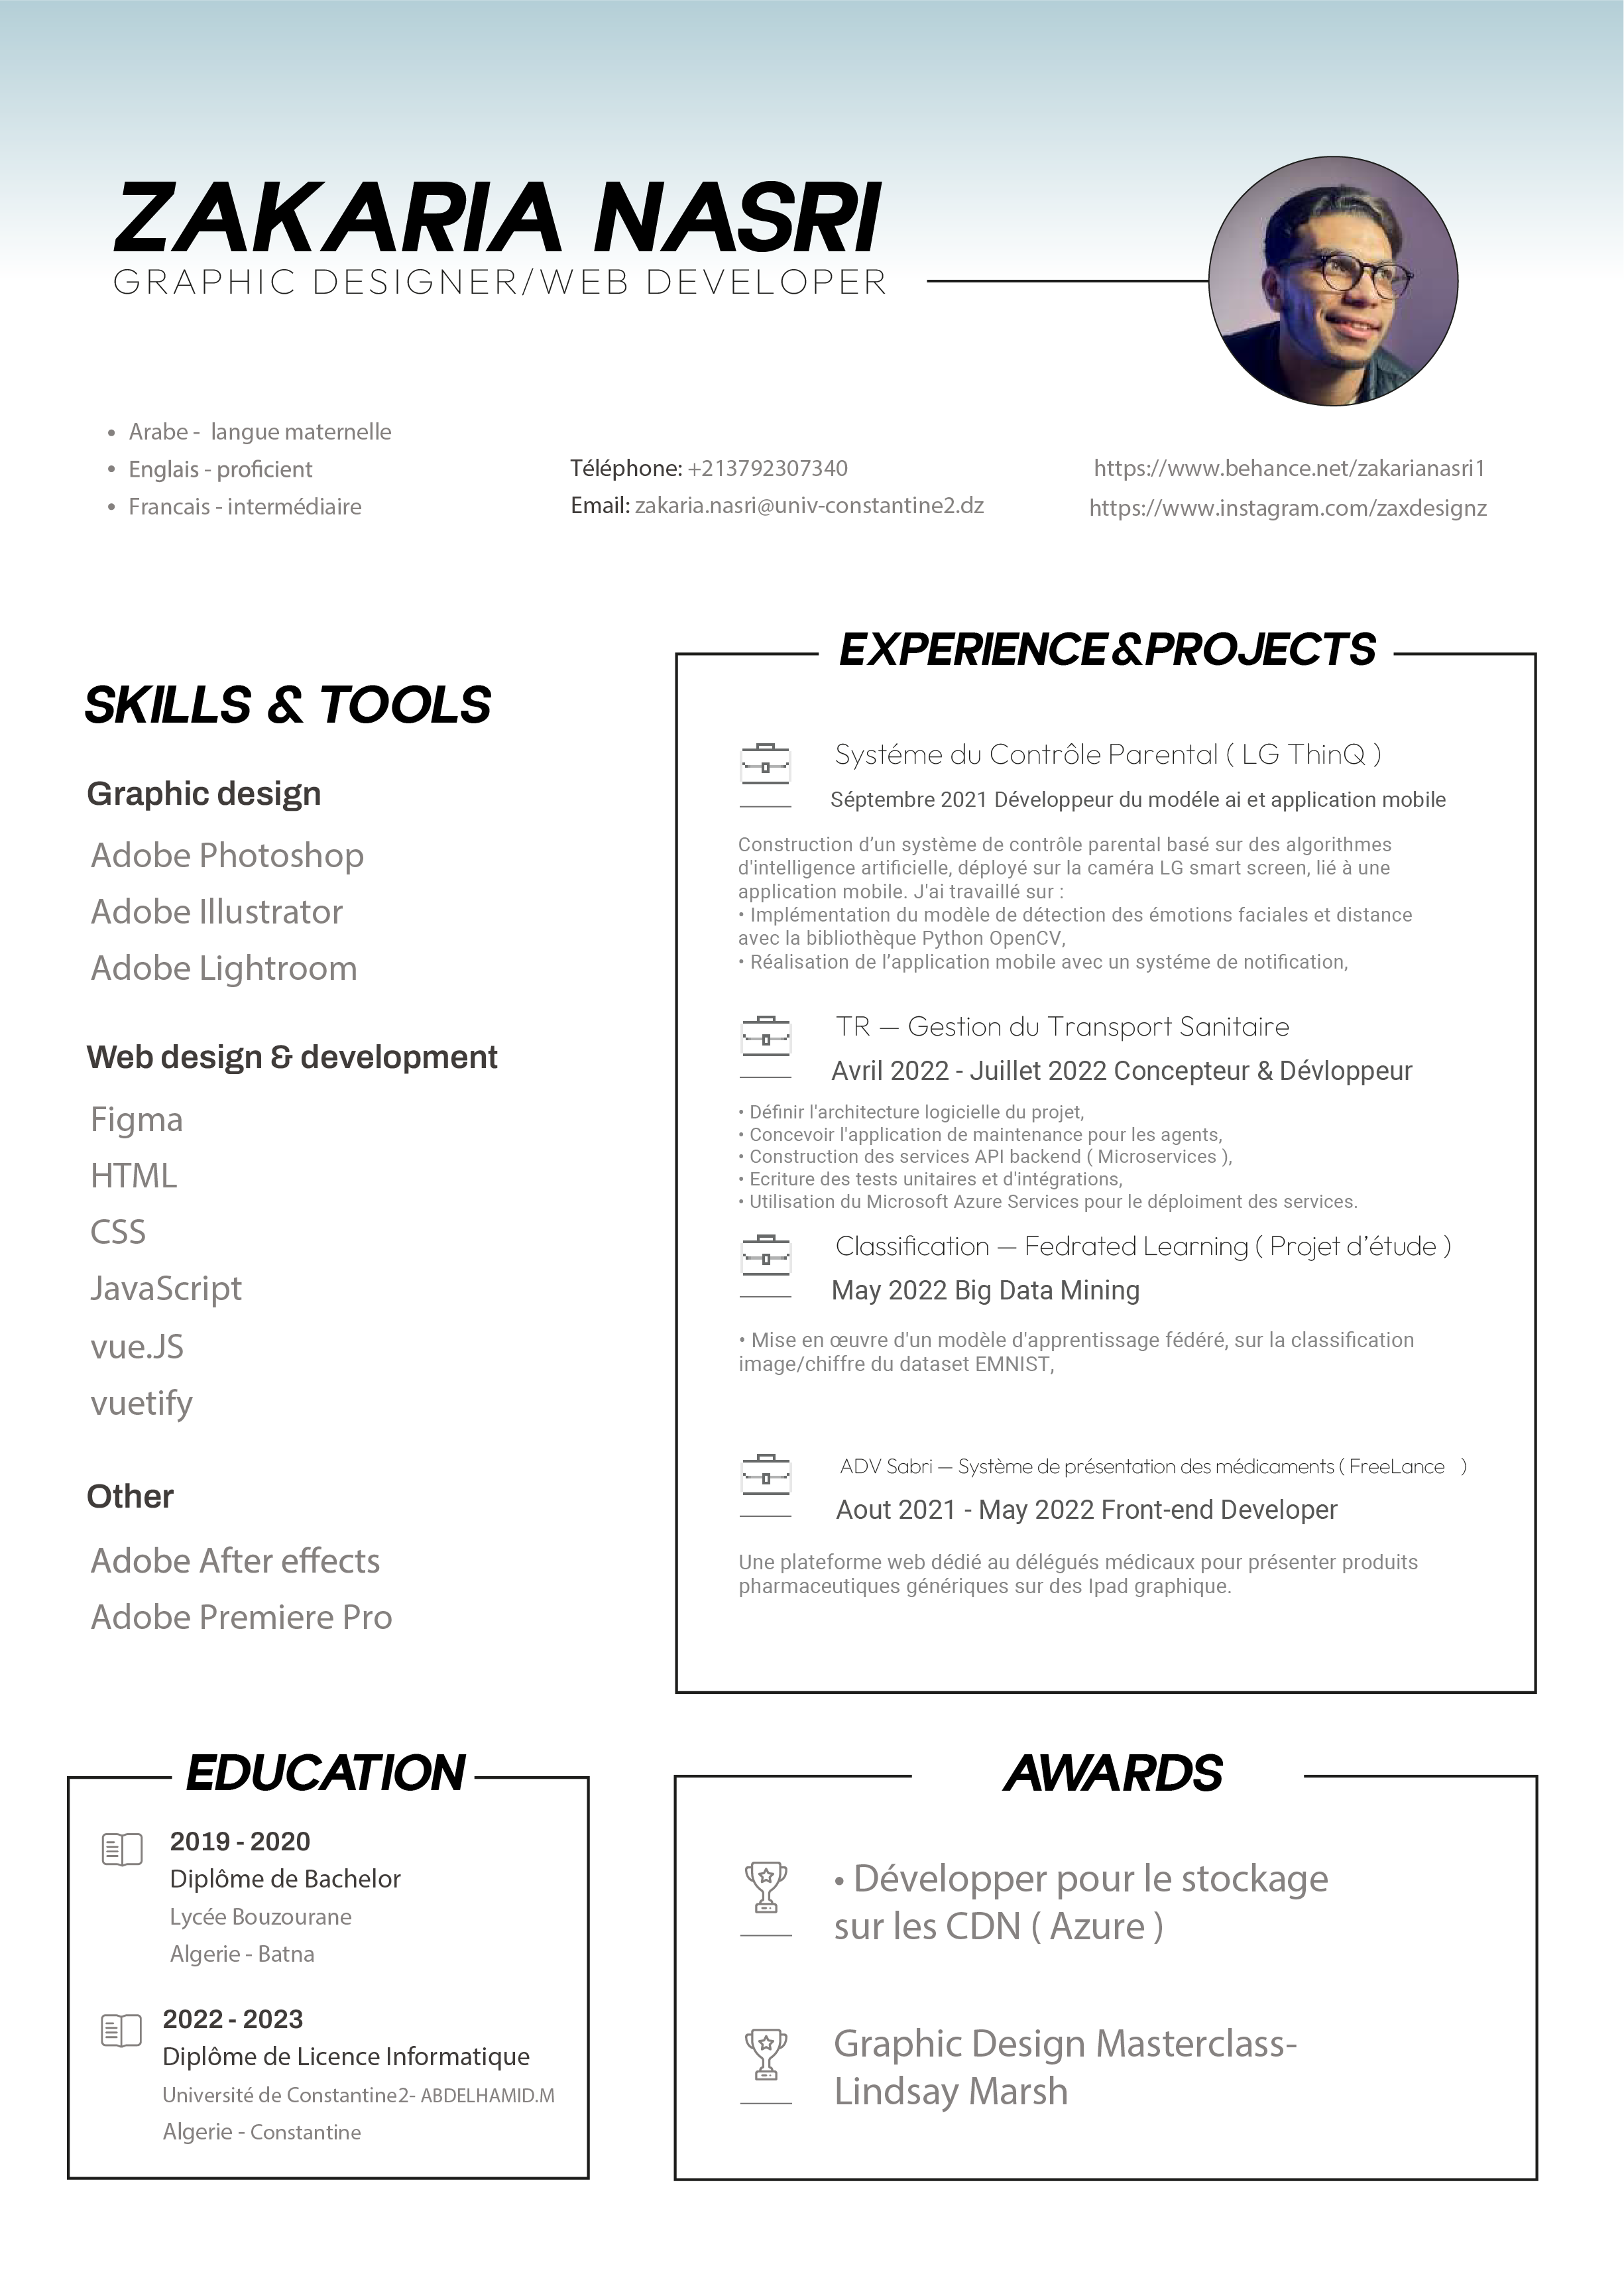 ZAKARIA NASRI
GRAPHIC DESIGNER/WEB DEVELOPER
• Arabe - langue maternelle
• Englais - proficient
• Francais - intermédiaire
Téléphone: +213792307340
Email: zakaria.nasri@univ-constantine2.dz
https://www.behance.net/zakarianasri1
https://www.instagram.com/zaxdesignz
SKILLS & TOOLS
Graphic design
Adobe Photoshop
Adobe Illustrator
Adobe Lightroom
Web design & development
Figma
HTML
CSS
JavaScript
vue.JS
vuetify
Other
Adobe After effects
Adobe Premiere Pro
EXPERIENCE&PROJECTS
Systéme du Contrôle Parental ( LG ThinQ )
Séptembre 2021 Développeur du modéle ai et application mobile
Construction d’un système de contrôle parental basé sur des algorithmes
d'intelligence artificielle, déployé sur la caméra LG smart screen, lié à une
application mobile. J'ai travaillé sur :
• Implémentation du modèle de détection des émotions faciales et distance
avec la bibliothèque Python OpenCV,
• Réalisation de l’application mobile avec un systéme de notification,
TR — Gestion du Transport Sanitaire
Avril 2022 - Juillet 2022 Concepteur & Dévloppeur
• Définir l'architecture logicielle du projet,
• Concevoir l'application de maintenance pour les agents,
• Construction des services API backend ( Microservices ),
• Ecriture des tests unitaires et d'intégrations,
• Utilisation du Microsoft Azure Services pour le déploiment des services.
Classification — Fedrated Learning ( Projet d’étude )
May 2022 Big Data Mining
• Mise en œuvre d'un modèle d'apprentissage fédéré, sur la classification
image/chiffre du dataset EMNIST,
ADV Sabri — Système de présentation des médicaments ( FreeLance )
Aout 2021 - May 2022 Front-end Developer
Une plateforme web dédié au délégués médicaux pour présenter produits
pharmaceutiques génériques sur des Ipad graphique.
EDUCATION
2019 - 2020
Diplôme de Bachelor
Lycée Bouzourane
Algerie - Batna
2022 - 2023
Diplôme de Licence Informatique
Université de Constantine2- ABDELHAMID.M
Algerie - Constantine
AWARDS
• Développer pour le stockage
sur les CDN ( Azure )
Graphic Design Masterclass-
Lindsay Marsh